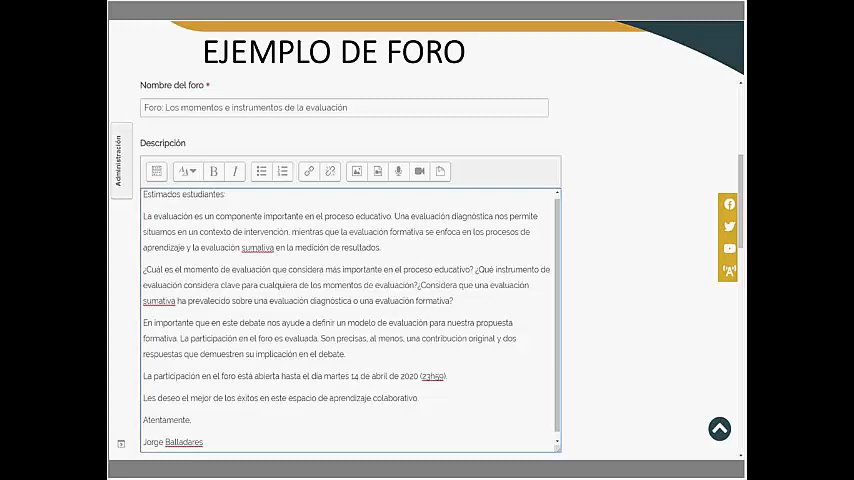 EJEMPLO DE FORO
Nombre del foro *
Foro: Los momentos e instrumentos de la evaluación
Administración
Descripción
Estimados estudiantes:
La evaluación es un componente importante en el proceso educativo. Una evaluación diagnóstica nos permite
situarnos en un contexto de intervención, mientras que la evaluación formativa se enfoca en los procesos de
aprendizaje y la evaluación sumativa en la medición de resultados.
¿Cuál es el momento de evaluación que considera más importante en el proceso educativo? ¿Qué instrumento de
evaluación considera clave para cualquiera de los momentos de evaluación?¿Considera que una evaluación
sumativa ha prevalecido sobre una evaluación diagnóstica o una evaluación formativa?
En importante que en este debate nos ayude a definir un modelo de evaluación para nuestra propuesta
formativa. La participación en el foro es evaluada. Son precisas, al menos, una contribución original y dos
respuestas que demuestren su implicación en el debate.
La participación en el foro está abierta hasta el día martes 14 de abril de 2020 (23h59).
Les deseo el mejor de los éxitos en este espacio de aprendizaje colaborativo.
Atentamente,
Jorge Balladares